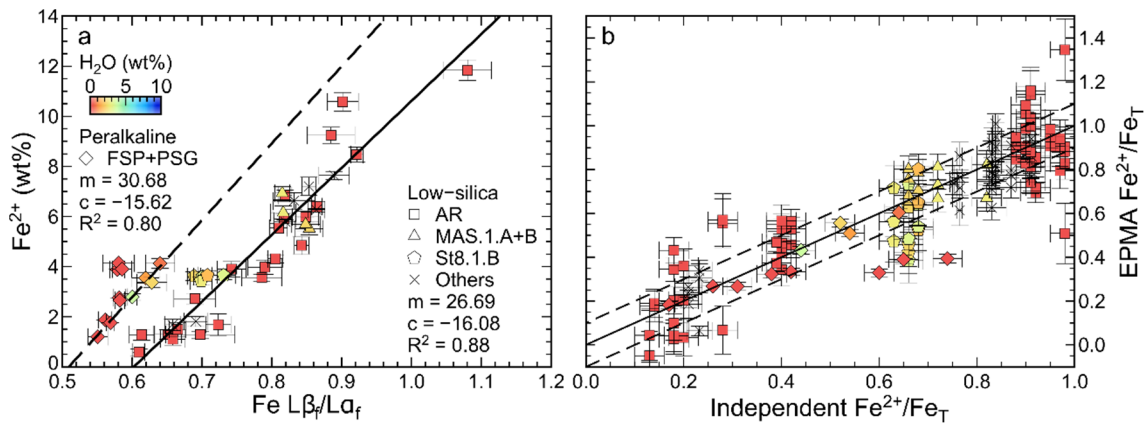 a
H₂O (wt%)
0 5 10
Peralkaline
FSP+PSG
m = 30.68
c = −15.62
R² = 0.80
Low−silica
AR
MAS.1.A+B
St8.1.B
Others
m = 26.69
c = −16.08
R² = 0.88
Fe²⁺ (wt%)
14
12
10
8
6
4
2
0
0.5 0.6 0.7 0.8 0.9 1.0 1.1 1.2
Fe Lβf/Lαf
b
1.4
1.2
1.0
0.8
0.6
0.4
0.2
0.0
EPMA Fe²⁺/FeT
0.0 0.2 0.4 0.6 0.8 1.0
Independent Fe²⁺/FeT